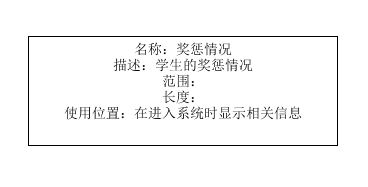 名称：奖惩情况
描述：学生的奖惩情况
范围：
长度：
使用位置：在进入系统时显示相关信息